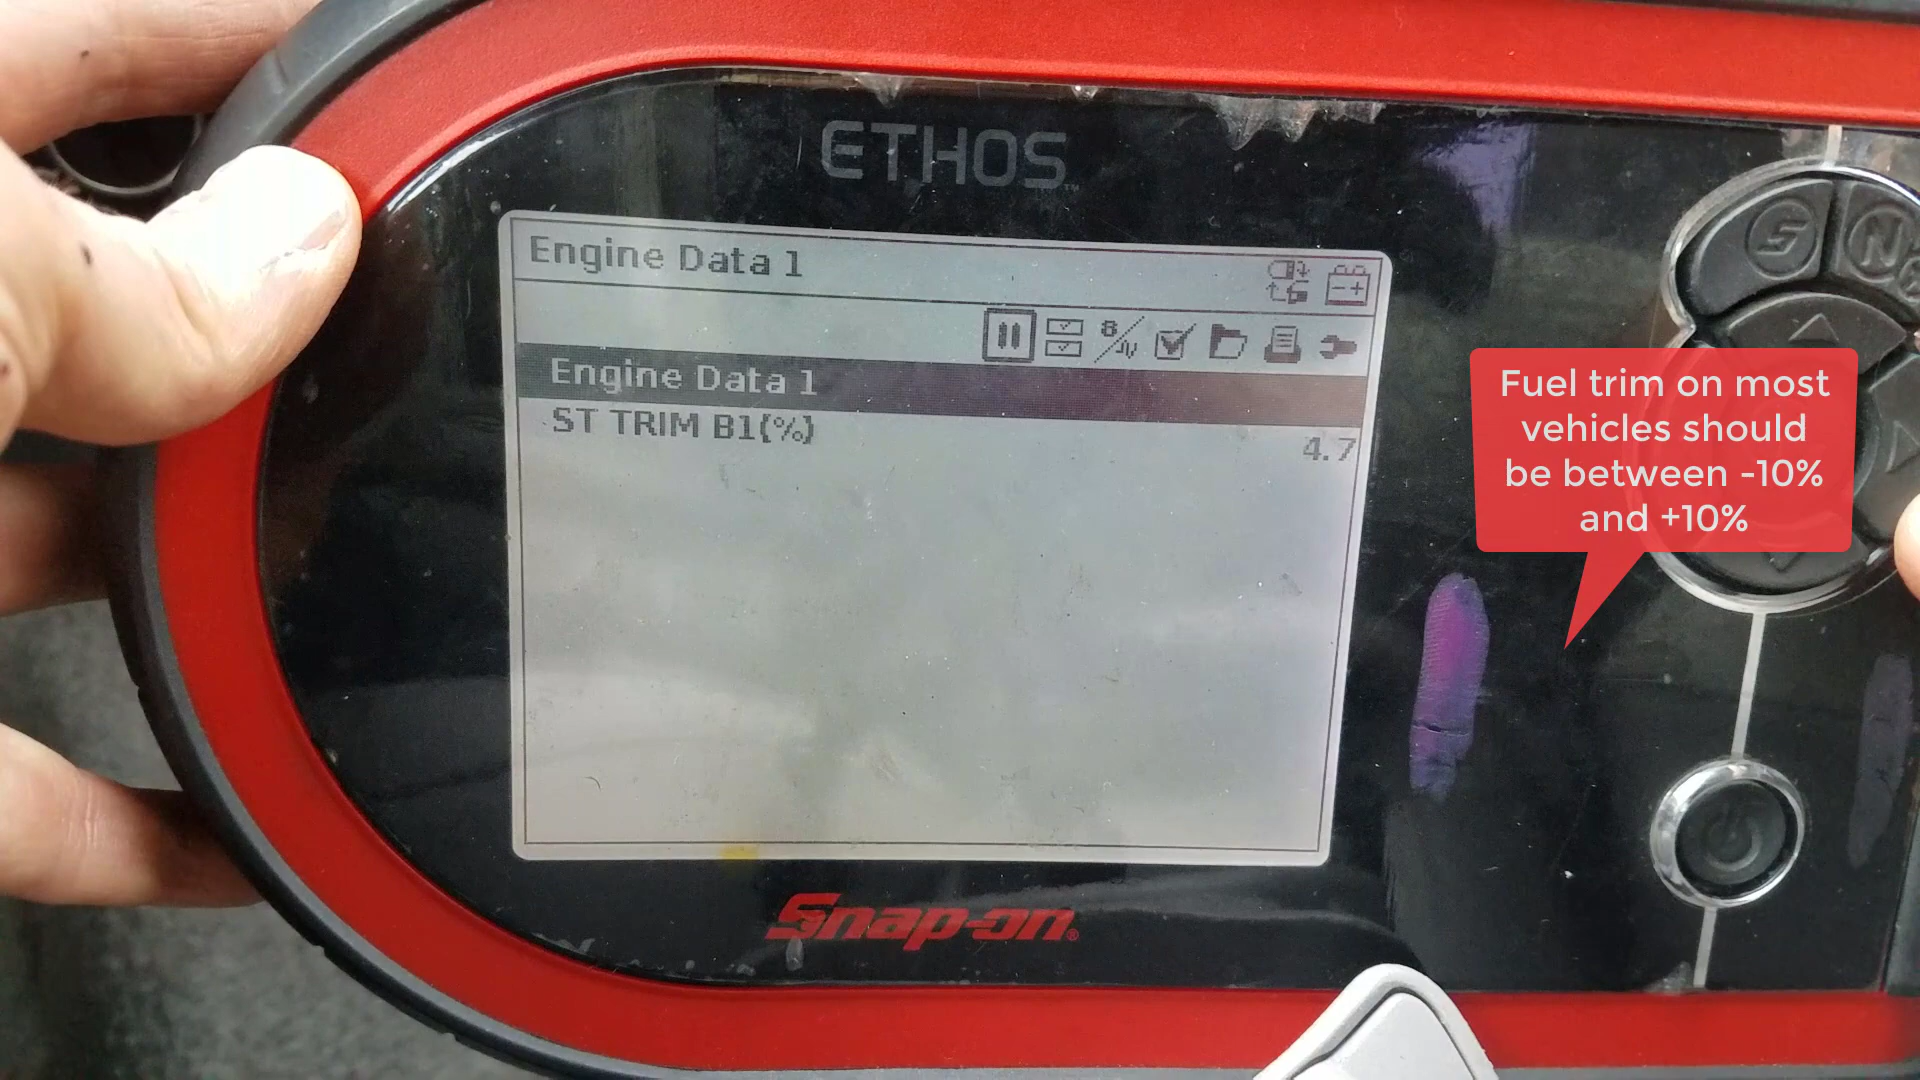 ETHOS™
Engine Data 1
Engine Data 1
ST TRIM B1(%)
4.7
Fuel trim on most
vehicles should
be between -10%
and +10%
S
N
Snap-on®